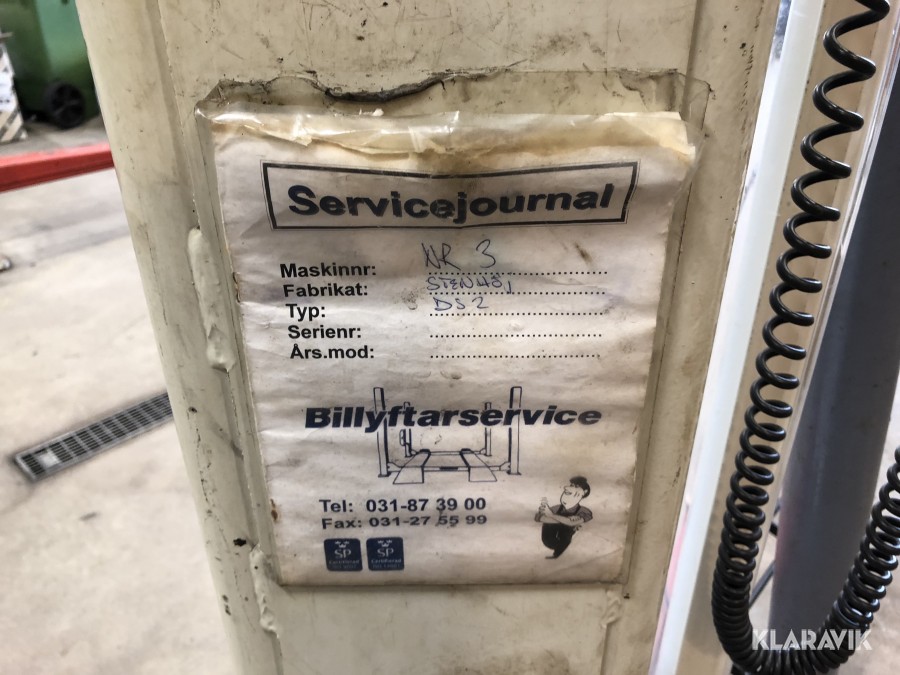 Servicejournal
Maskinnr: NR 3
Fabrikat: STENHÖJ
Typ: DS2
Serienr:
Års.mod:
Billyftarservice
Tel: 031-87 39 00
Fax: 031-27 55 99
SP SP
KLARAVIK